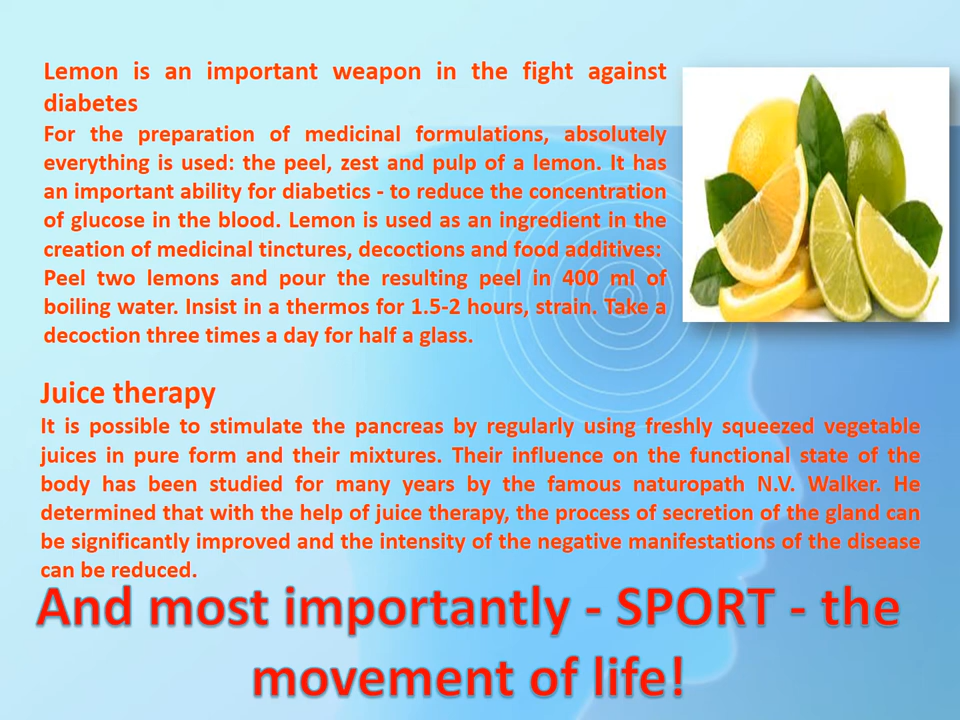 Lemon is an important weapon in the fight against
diabetes
For the preparation of medicinal formulations, absolutely
everything is used: the peel, zest and pulp of a lemon. It has
an important ability for diabetics - to reduce the concentration
of glucose in the blood. Lemon is used as an ingredient in the
creation of medicinal tinctures, decoctions and food additives:
Peel two lemons and pour the resulting peel in 400 ml of
boiling water. Insist in a thermos for 1.5-2 hours, strain. Take a
decoction three times a day for half a glass.
Juice therapy
It is possible to stimulate the pancreas by regularly using freshly squeezed vegetable
juices in pure form and their mixtures. Their influence on the functional state of the
body has been studied for many years by the famous naturopath N.V. Walker. He
determined that with the help of juice therapy, the process of secretion of the gland can
be significantly improved and the intensity of the negative manifestations of the disease
can be reduced.
And most importantly - SPORT - the
movement of life!